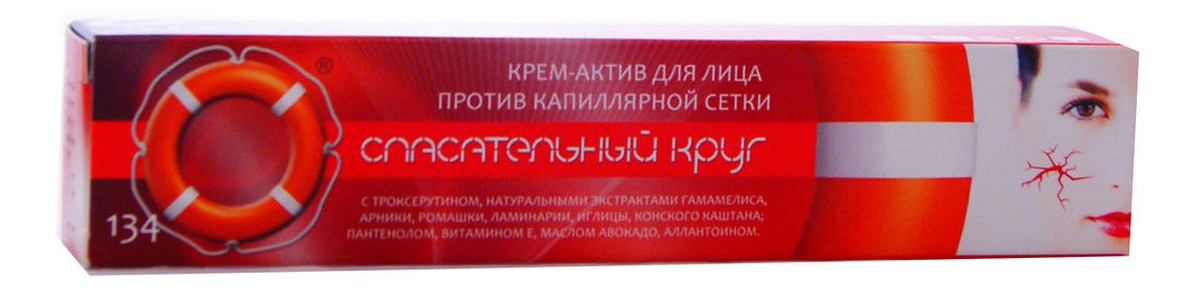 ®
КРЕМ-АКТИВ ДЛЯ ЛИЦА
ПРОТИВ КАПИЛЛЯРНОЙ СЕТКИ
СПАСАТЕЛЬНЫЙ КРУГ
С ТРОКСЕРУТИНОМ, НАТУРАЛЬНЫМИ ЭКСТРАКТАМИ ГАМАМЕЛИСА,
АРНИКИ, РОМАШКИ, ЛАМИНАРИИ, ИГЛИЦЫ, КОНСКОГО КАШТАНА;
ПАНТЕНОЛОМ, ВИТАМИНОМ Е, МАСЛОМ АВОКАДО, АЛЛАНТОИНОМ.
134